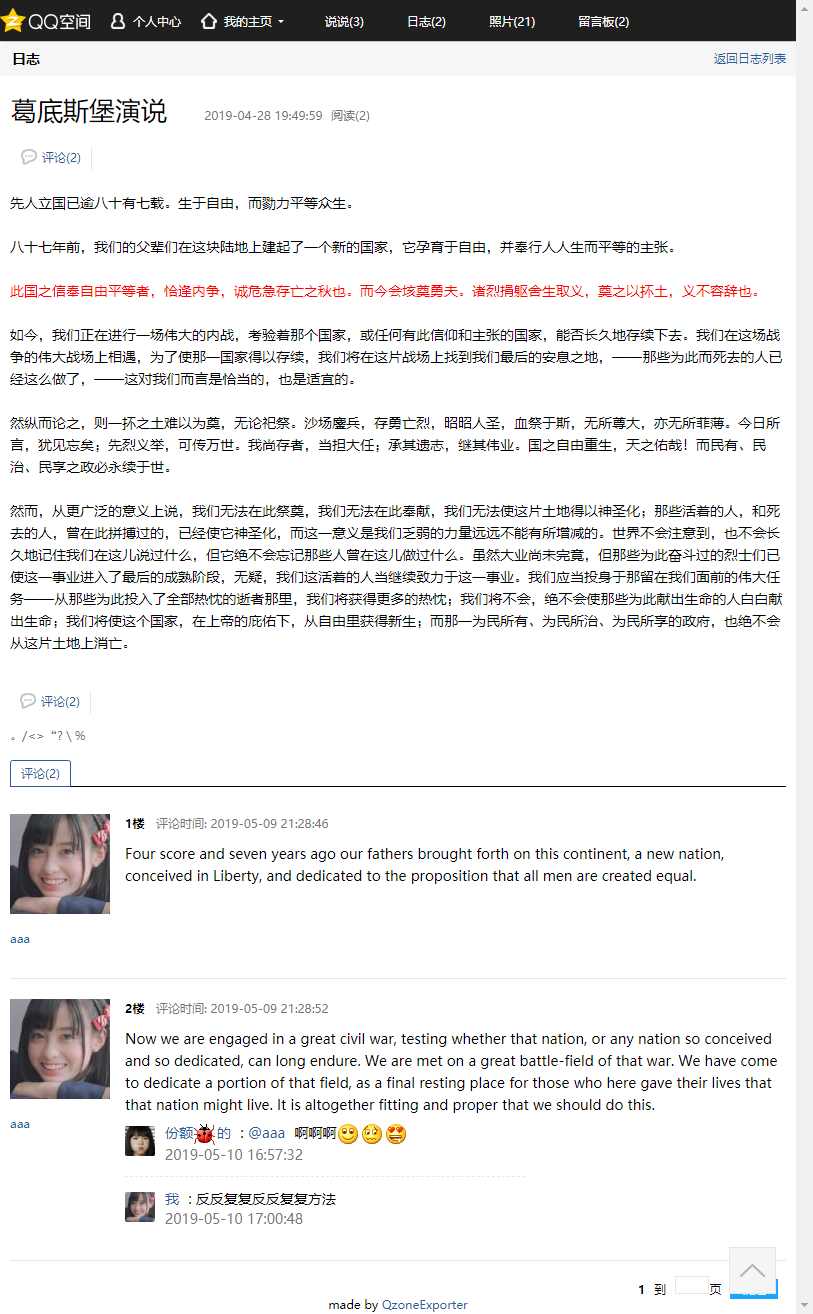 QQ空间 个人中心 我的主页 说说(3) 日志(2) 照片(21) 留言板(2)
日志 返回日志列表
葛底斯堡演说 2019-04-28 19:49:59 阅读(2)
评论(2)
先人立国已逾八十有七载。生于自由，而勠力平等众生。
八十七年前，我们的父辈们在这块陆地上建起了一个新的国家，它孕育于自由，并奉行人人生而平等的主张。
此国之信奉自由平等者，恰逢内争，诚危急存亡之秋也。而今会垓奠勇夫。诸烈捐躯舍生取义，奠之以抔土，义不容辞也。
如今，我们正在进行一场伟大的内战，考验着那个国家，或任何有此信仰和主张的国家，能否长久地存续下去。我们在这场战
争的伟大战场上相遇，为了使那一国家得以存续，我们将在这片战场上找到我们最后的安息之地，——那些为此而死去的人已
经这么做了，——这对我们而言是恰当的，也是适宜的。
然纵而论之，则一抔之土难以为奠，无论祀祭。沙场鏖兵，存勇亡烈，昭昭人圣，血祭于斯，无所尊大，亦无所菲薄。今日所
言，犹见忘矣；先烈义举，可传万世。我尚存者，当担大任；承其遗志，继其伟业。国之自由重生，天之佑哉！而民有、民
治、民享之政必永续于世。
然而，从更广泛的意义上说，我们无法在此祭奠，我们无法在此奉献，我们无法使这片土地得以神圣化；那些活着的人，和死
去的人，曾在此拼搏过的，已经使它神圣化，而这一意义是我们乏弱的力量远远不能有所增减的。世界不会注意到，也不会长
久地记住我们在这儿说过什么，但它绝不会忘记那些人曾在这儿做过什么。虽然大业尚未完竟，但那些为此奋斗过的烈士们已
使这一事业进入了最后的成熟阶段，无疑，我们这活着的人当继续致力于这一事业。我们应当投身于那留在我们面前的伟大任
务——从那些为此投入了全部热忱的逝者那里，我们将获得更多的热忱；我们将不会，绝不会使那些为此献出生命的人白白献
出生命；我们将使这个国家，在上帝的庇佑下，从自由里获得新生；而那一为民所有、为民所治、为民所享的政府，也绝不会
从这片土地上消亡。
评论(2)
。/<> “? \ %
评论(2)
1楼 评论时间: 2019-05-09 21:28:46
Four score and seven years ago our fathers brought forth on this continent, a new nation,
conceived in Liberty, and dedicated to the proposition that all men are created equal.
aaa
2楼 评论时间: 2019-05-09 21:28:52
Now we are engaged in a great civil war, testing whether that nation, or any nation so conceived
and so dedicated, can long endure. We are met on a great battle-field of that war. We have come
to dedicate a portion of that field, as a final resting place for those who here gave their lives that
that nation might live. It is altogether fitting and proper that we should do this.
aaa
份额 的 : @aaa 啊啊啊
2019-05-10 16:57:32
我 : 反反复复反反复复方法
2019-05-10 17:00:48
1 到 页
made by QzoneExporter